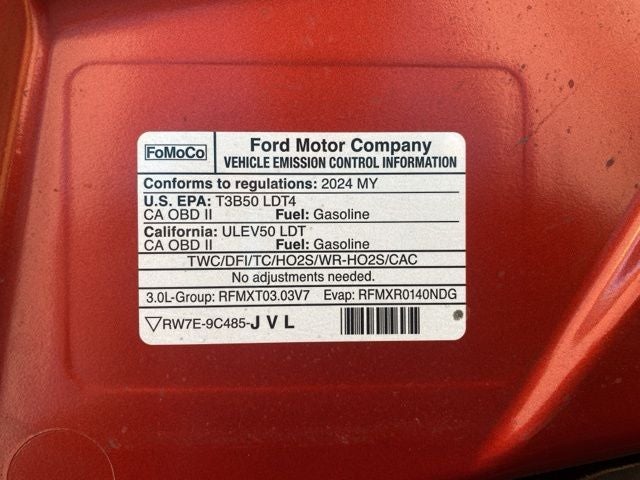 FoMoCo
Ford Motor Company
VEHICLE EMISSION CONTROL INFORMATION
Conforms to regulations: 2024 MY
U.S. EPA: T3B50 LDT4
CA OBD II Fuel: Gasoline
California: ULEV50 LDT
CA OBD II Fuel: Gasoline
TWC/DFI/TC/HO2S/WR-HO2S/CAC
No adjustments needed.
3.0L-Group: RFMXT03.03V7 Evap: RFMXR0140NDG
▽RW7E-9C485-J V L